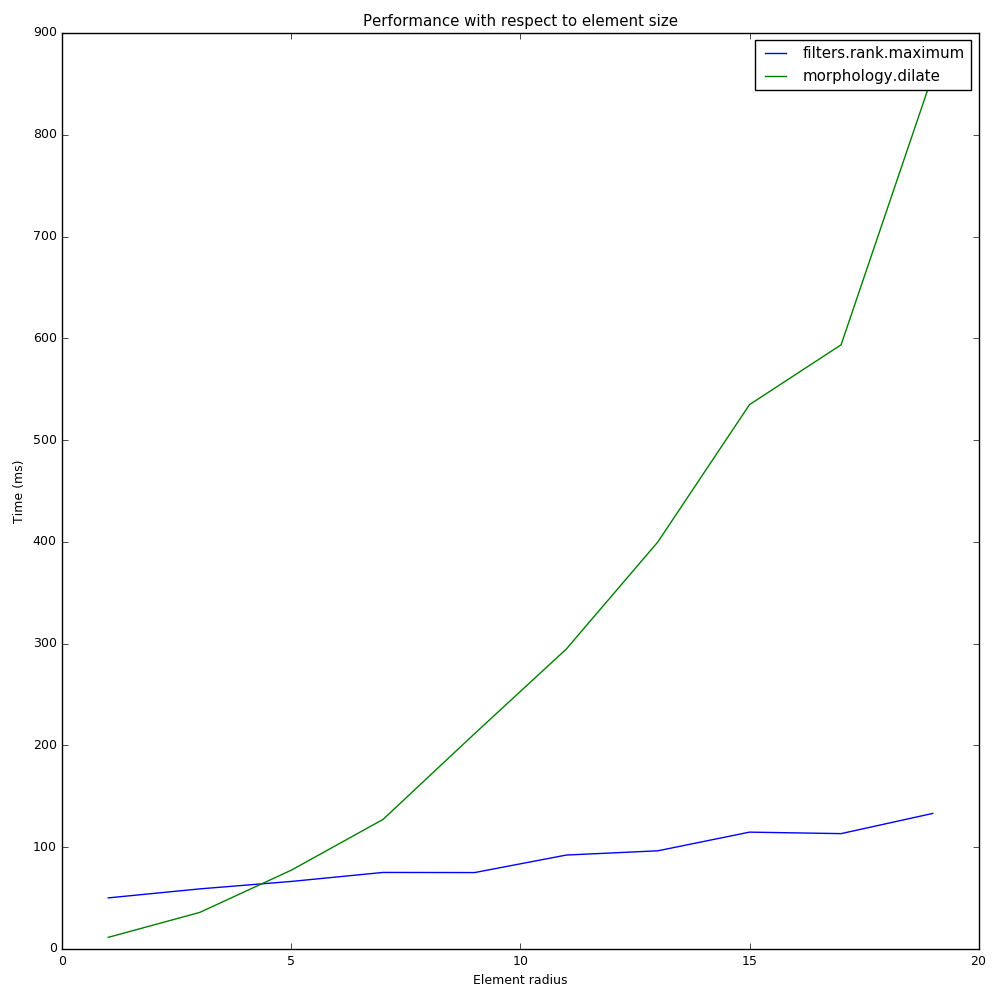 Performance with respect to element size
filters.rank.maximum
morphology.dilate
900
800
700
600
500
400
300
200
100
0
Time (ms)
0 5 10 15 20
Element radius